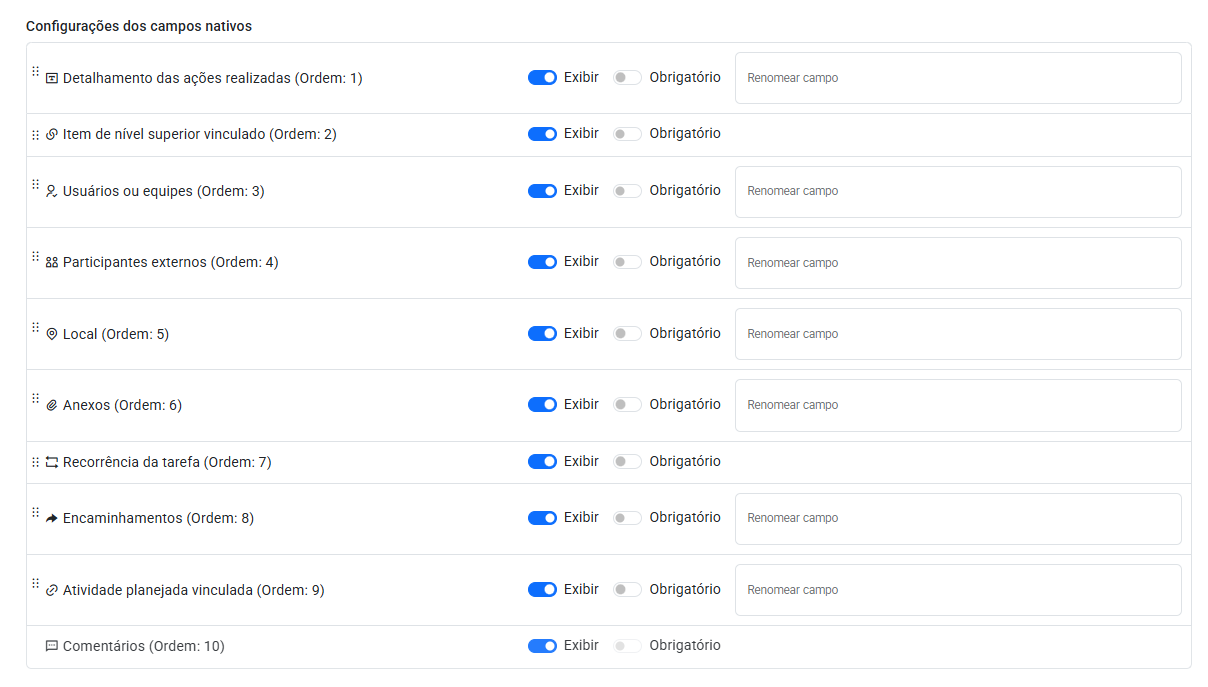 Configurações dos campos nativos
Detalhamento das ações realizadas (Ordem: 1) Exibir Obrigatório Renomear campo
Item de nível superior vinculado (Ordem: 2) Exibir Obrigatório
Usuários ou equipes (Ordem: 3) Exibir Obrigatório Renomear campo
Participantes externos (Ordem: 4) Exibir Obrigatório Renomear campo
Local (Ordem: 5) Exibir Obrigatório Renomear campo
Anexos (Ordem: 6) Exibir Obrigatório Renomear campo
Recorrência da tarefa (Ordem: 7) Exibir Obrigatório
Encaminhamentos (Ordem: 8) Exibir Obrigatório Renomear campo
Atividade planejada vinculada (Ordem: 9) Exibir Obrigatório Renomear campo
Comentários (Ordem: 10) Exibir Obrigatório